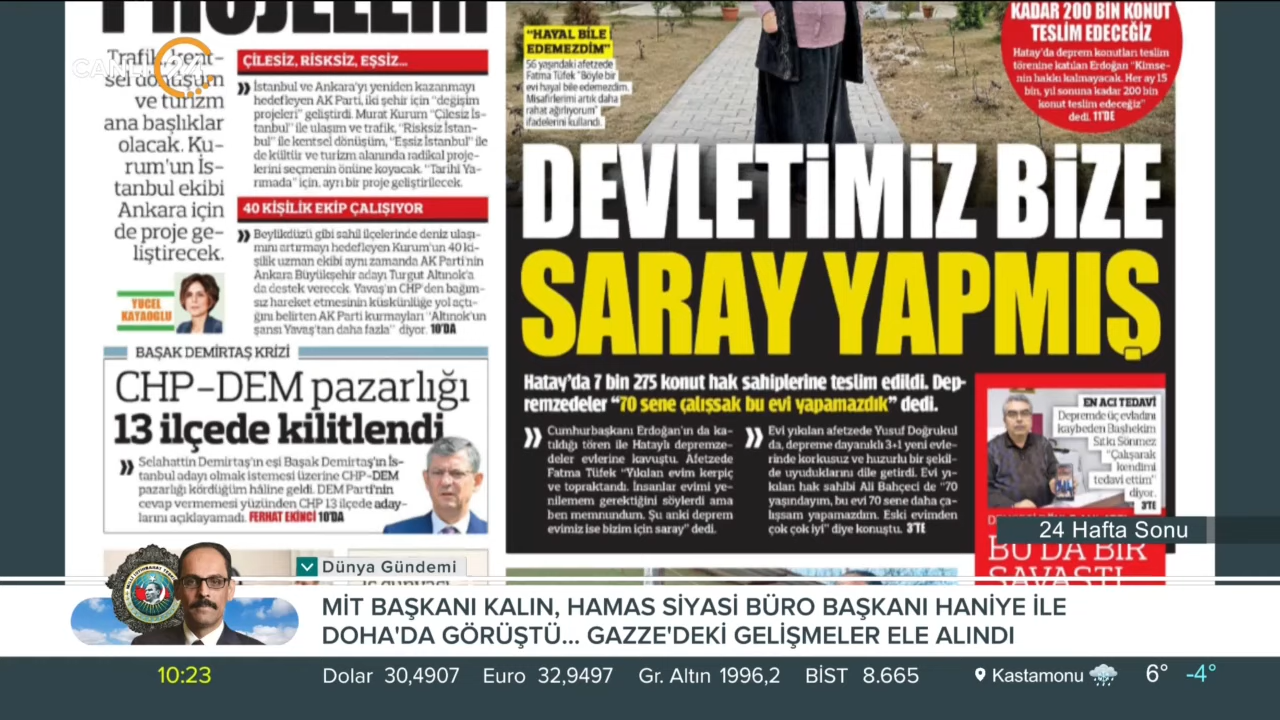 PROJELERİ
Trafik, kent-
sel dönüşüm
ve turizm
ana başlıklar
olacak. Ku-
rum'un İs-
tanbul ekibi
Ankara için
de proje ge-
liştirecek.
YÜCEL
KAYAOĞLU
CANLI 24
ÇİLESİZ, RİSKSİZ, EŞSİZ...
İstanbul ve Ankara'yı yeniden kazanmayı
hedefleyen AK Parti, iki şehir için "değişim
projeleri" geliştirdi. Murat Kurum "Çilesiz İs-
tanbul" ile ulaşım ve trafik, "Risksiz İstan-
bul" ile kentsel dönüşüm, "Eşsiz İstanbul" ile
de kültür ve turizm alanında radikal proje-
leri seçmenin önüne koyacak. "Tarihi Ya-
rımada" için, ayrı bir proje geliştirilecek.
40 KİŞİLİK EKİP ÇALIŞIYOR
Beylikdüzü gibi sahil ilçelerinde deniz ulaşı-
mını artırmayı hedefleyen Kurum'un 40 ki-
şilik uzman ekibi aynı zamanda AK Parti'nin
Ankara Büyükşehir adayı Turgut Altınok'a
da destek verecek. Yavaş'ın CHP'den bağım-
sız hareket etmesinin küskünlüğe yol açtı-
ğını belirten AK Parti kurmayları "Altınok'un
şansı Yavaş'tan daha fazla" diyor. 10'DA
BAŞAK DEMİRTAŞ KRİZİ
CHP-DEM pazarlığı
13 ilçede kilitlendi
Selahattin Demirtaş'ın eşi Başak Demirtaş'ın İs-
tanbul adayı olmak istemesi üzerine CHP-DEM
pazarlığı kördüğüm hâline geldi. DEM Parti'nin
cevap vermemesi yüzünden CHP 13 ilçede aday-
larını açıklayamadı. FERHAT EKİNCİ 10'DA
"HAYAL BİLE
EDEMEZDİM"
56 yaşındaki afetzede
Fatma Tüfek "Böyle bir
evi hayal bile edemezdim.
Misafirlerimi artık daha
rahat ağırlıyorum"
ifadelerini kullandı.
KADAR 200 BİN KONUT
TESLİM EDECEĞİZ
Hatay'da deprem konutları teslim
törenine katılan Erdoğan "Kimse-
nin hakkı kalmayacak. Her ay 15
bin, yıl sonuna kadar 200 bin
konut teslim edeceğiz"
dedi. 11'DE
DEVLETİMİZ BİZE
SARAY YAPMIŞ
Hatay'da 7 bin 275 konut hak sahiplerine teslim edildi. Dep-
remzedeler "70 sene çalışsak bu evi yapamazdık" dedi.
Cumhurbaşkanı Erdoğan'ın da ka-
tıldığı tören ile Hataylı depremze-
deler evlerine kavuştu. Afetzede
Fatma Tüfek "Yıkılan evim kerpiç
ve topraktandı. İnsanlar evimi ye-
nilemem gerektiğini söylerdi ama
ben memnundum. Şu anki deprem
evimiz ise bizim için saray" dedi.
Evi yıkılan afetzede Yusuf Doğrukul
da, depreme dayanıklı 3+1 yeni evle-
rinde korkusuz ve huzurlu bir şekil-
de uyuduklarını dile getirdi. Evi yı-
kılan hak sahibi Ali Bahçeci de "70
yaşındayım, bu evi 70 sene daha ça-
lışsam yapamazdım. Eski evimden
çok çok iyi" diye konuştu. 3'TE
EN ACI TEDAVİ
Depremde üç evladını
kaybeden Başhekim
Sıtkı Sönmez
"Çalışarak
kendimi
tedavi ettim"
diyor.
3'TE
BU DA BİR
SAVAŞTI
24 Hafta Sonu
Dünya Gündemi
MİT BAŞKANI KALIN, HAMAS SİYASİ BÜRO BAŞKANI HANİYE İLE
DOHA'DA GÖRÜŞTÜ... GAZZE'DEKİ GELİŞMELER ELE ALINDI
10:23 Dolar 30,4907 Euro 32,9497 Gr. Altın 1996,2 BİST 8.665 Kastamonu 6° -4°